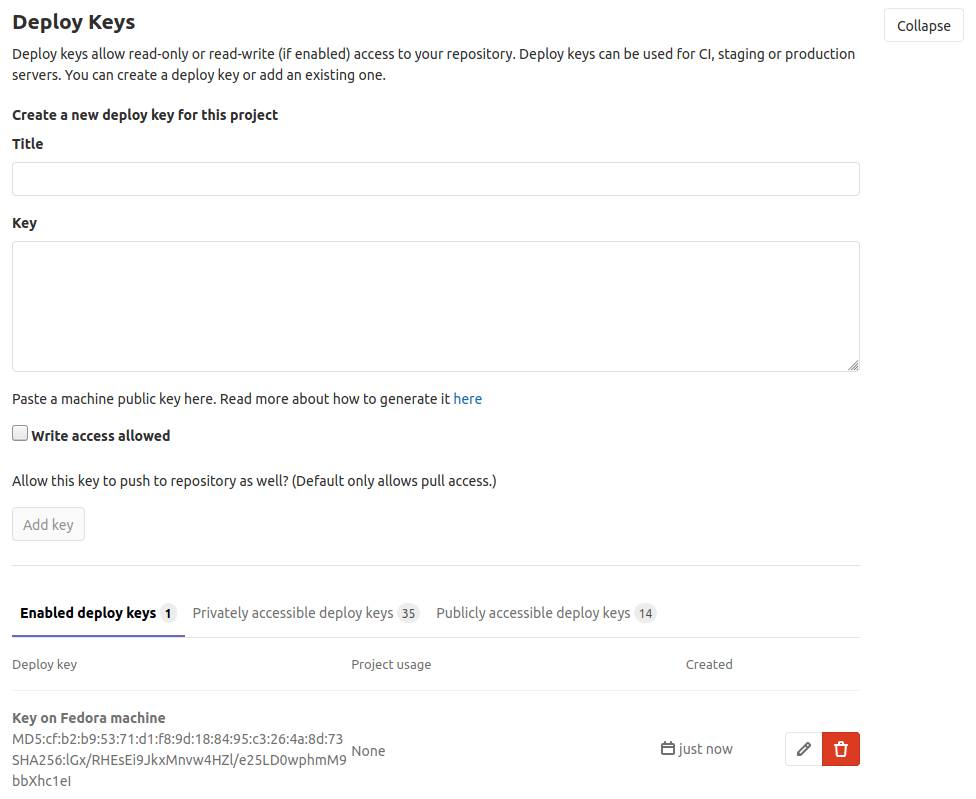 Deploy Keys
Collapse
Deploy keys allow read-only or read-write (if enabled) access to your repository. Deploy keys can be used for CI, staging or production
servers. You can create a deploy key or add an existing one.
Create a new deploy key for this project
Title
Key
Paste a machine public key here. Read more about how to generate it here
Write access allowed
Allow this key to push to repository as well? (Default only allows pull access.)
Add key
Enabled deploy keys 1 Privately accessible deploy keys 35 Publicly accessible deploy keys 14
Deploy key Project usage Created
Key on Fedora machine
MD5:cf:b2:b9:53:71:d1:f8:9d:18:84:95:c3:26:4a:8d:73
SHA256:lGx/RHEsEi9JkxMnvw4HZl/e25LD0wphmM9
bbXhc1eI
None
just now